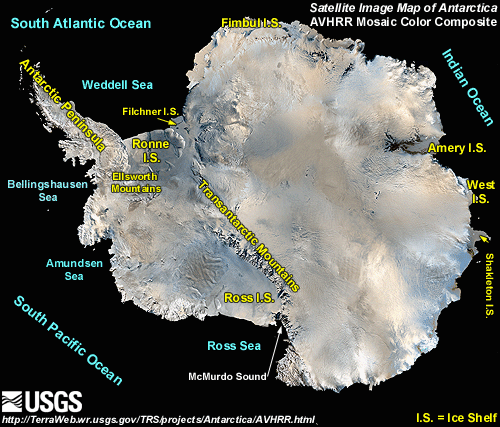 Satellite Image Map of Antarctica
AVHRR Mosaic Color Composite
South Atlantic Ocean
Fimbul I.S.
Indian Ocean
Weddell Sea
Antarctic Peninsula
Filchner I.S.
Ronne
I.S.
Amery I.S.
Ellsworth
Mountains
Bellingshausen
Sea
West
I.S.
Transantarctic Mountains
Shakleton I.S.
Amundsen
Sea
Ross I.S.
South Pacific Ocean
Ross Sea
McMurdo Sound
USGS
http://TerraWeb.wr.usgs.gov/TRS/projects/Antarctica/AVHRR.html
I.S. = Ice Shelf